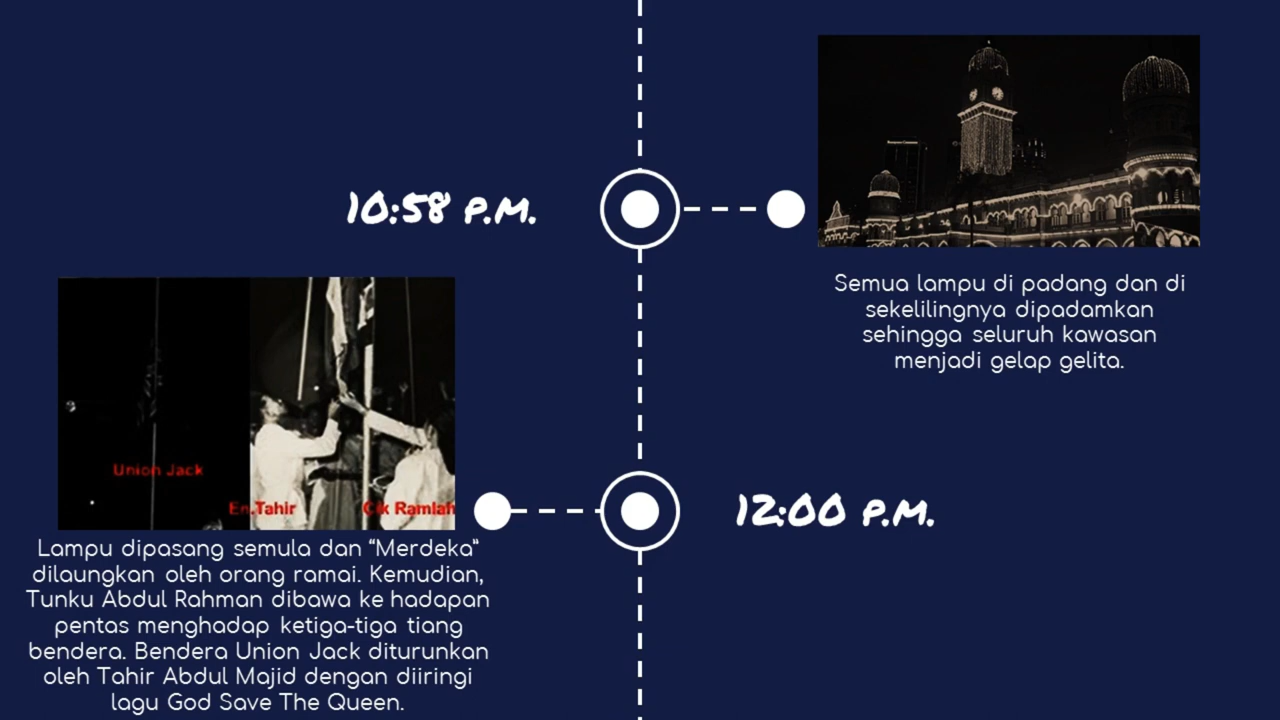 10:58 P.M.
Semua lampu di padang dan di
sekelilingnya dipadamkan
sehingga seluruh kawasan
menjadi gelap gelita.
Union Jack
En.Tahir
Cik Ramlah
12:00 P.M.
Lampu dipasang semula dan “Merdeka”
dilaungkan oleh orang ramai. Kemudian,
Tunku Abdul Rahman dibawa ke hadapan
pentas menghadap ketiga-tiga tiang
bendera. Bendera Union Jack diturunkan
oleh Tahir Abdul Majid dengan diiringi
lagu God Save The Queen.